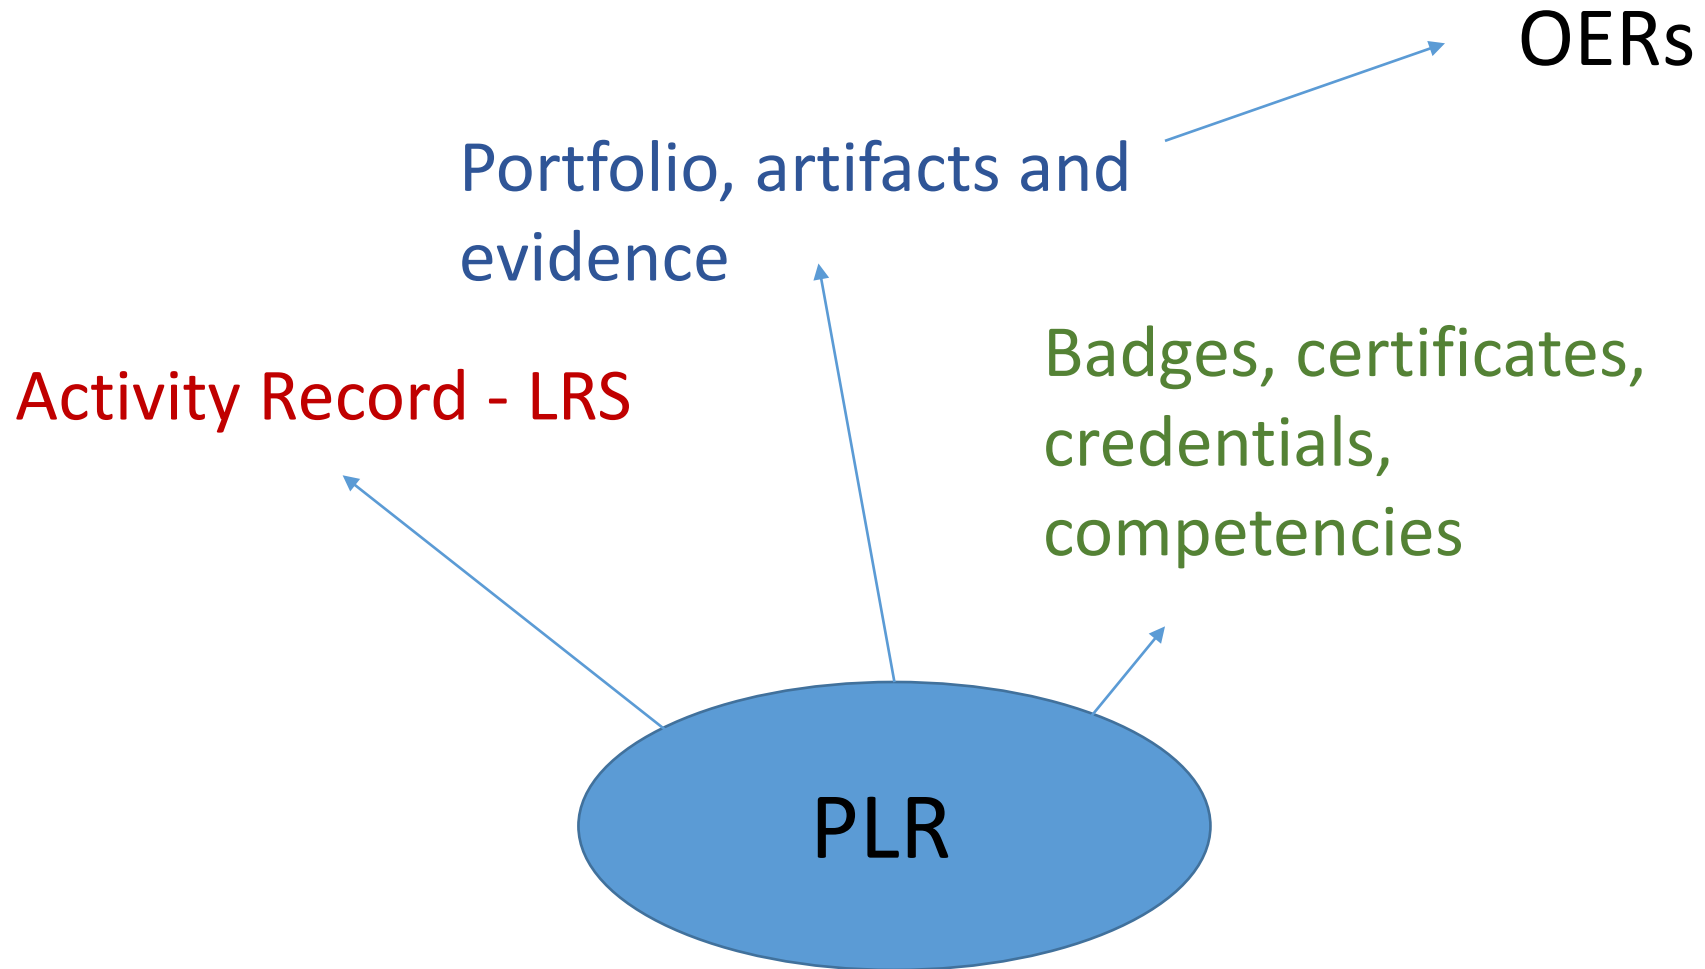 OERs
Portfolio, artifacts and
evidence
Activity Record - LRS
Badges, certificates,
credentials,
competencies
PLR